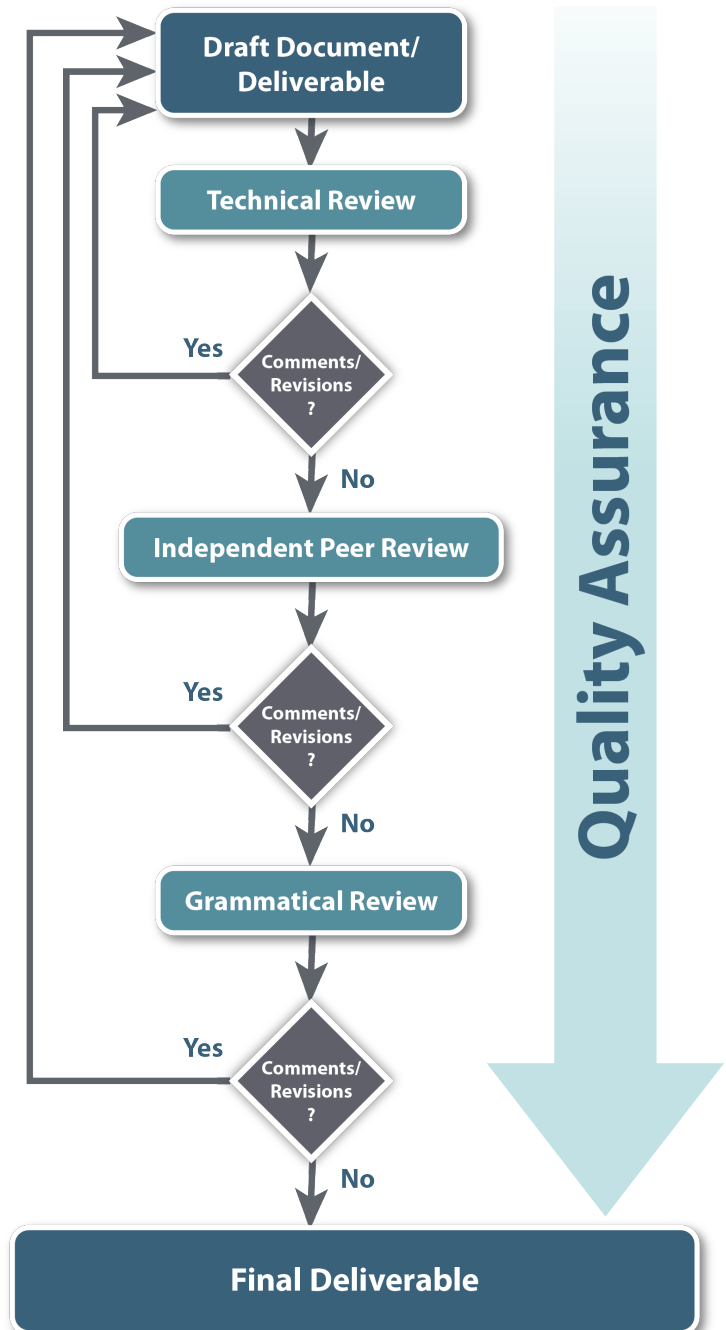 Draft Document/
Deliverable
Technical Review
Yes
Comments/
Revisions
?
No
Independent Peer Review
Yes
Comments/
Revisions
?
No
Grammatical Review
Yes
Comments/
Revisions
?
No
Final Deliverable
Quality Assurance